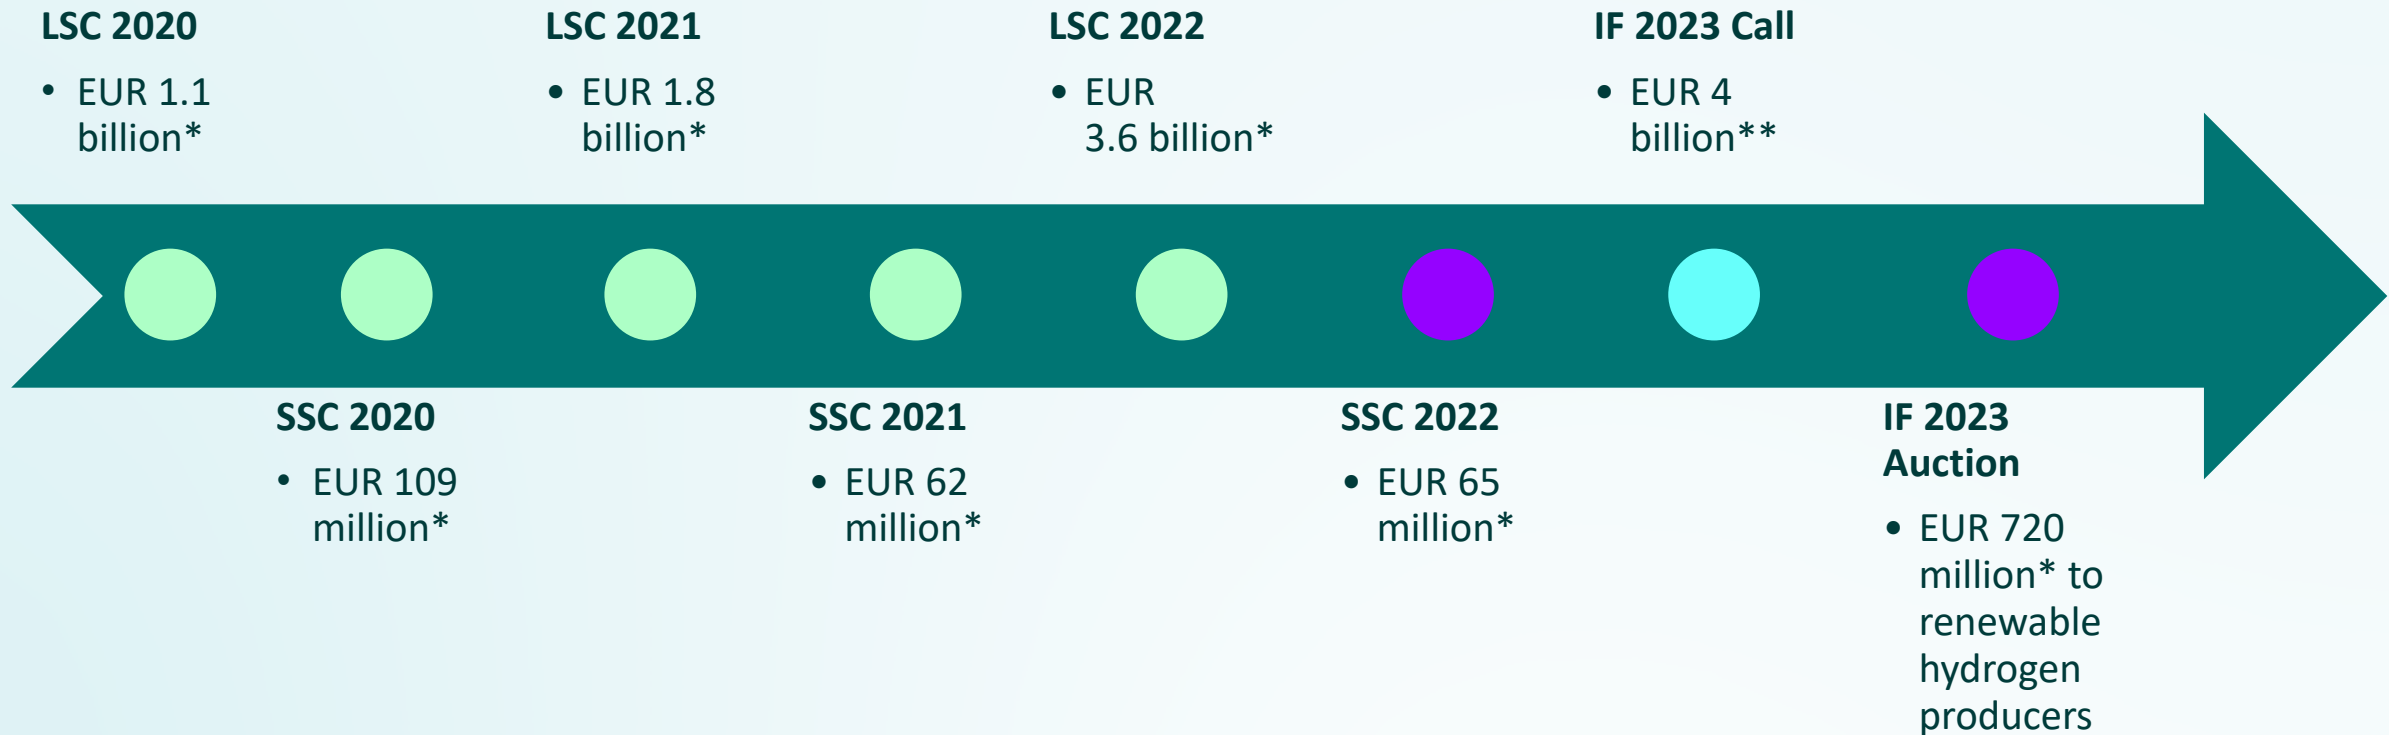 LSC 2020
• EUR 1.1
billion*
LSC 2021
• EUR 1.8
billion*
LSC 2022
• EUR
3.6 billion*
IF 2023 Call
• EUR 4
billion**
SSC 2020
• EUR 109
million*
SSC 2021
• EUR 62
million*
SSC 2022
• EUR 65
million*
IF 2023
Auction
• EUR 720
million* to
renewable
hydrogen
producers